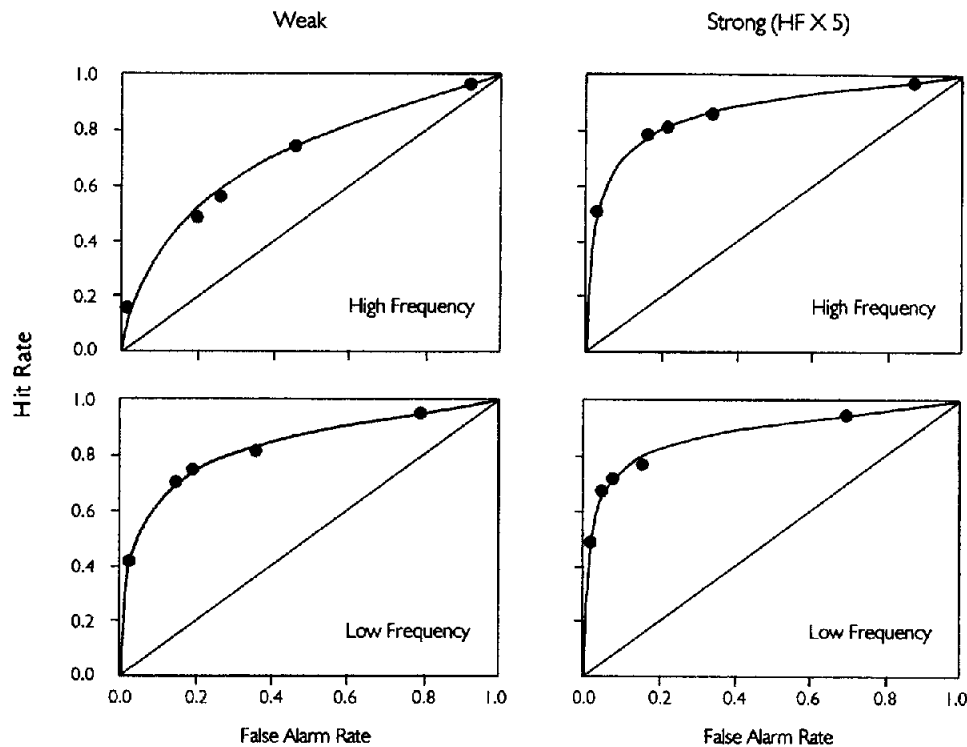 Weak
Strong (HF X 5)
Hit Rate
1.0
0.8
0.6
0.4
0.2
0.0
High Frequency
High Frequency
1.0
0.8
0.6
0.4
0.2
0.0
Low Frequency
Low Frequency
0.0 0.2 0.4 0.6 0.8 1.0
0.0 0.2 0.4 0.6 0.8 1.0
False Alarm Rate
False Alarm Rate